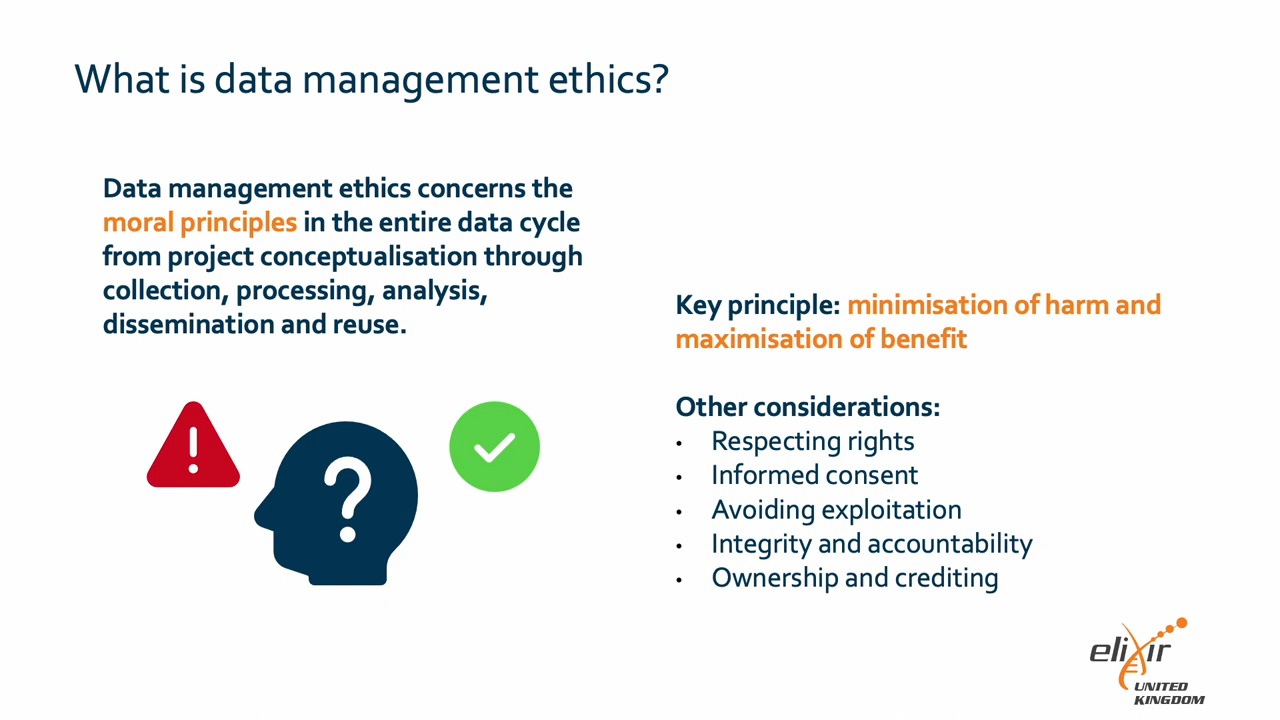 What is data management ethics?
Data management ethics concerns the
moral principles in the entire data cycle
from project conceptualisation through
collection, processing, analysis,
dissemination and reuse.
Key principle: minimisation of harm and
maximisation of benefit
Other considerations:
• Respecting rights
• Informed consent
• Avoiding exploitation
• Integrity and accountability
• Ownership and crediting
elixir
UNITED
KINGDOM